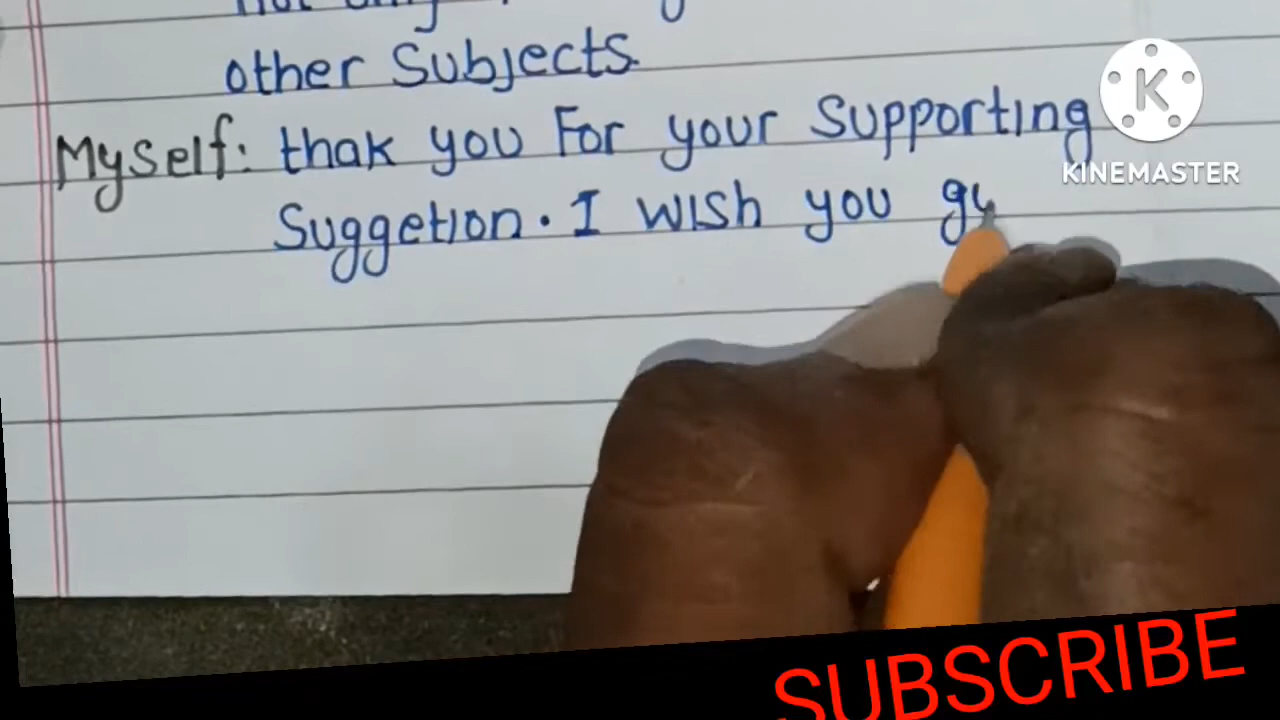 other Subjects.
Myself: thak you For your Supporting
Suggetion. I wish you
KINEMASTER
SUBSCRIBE